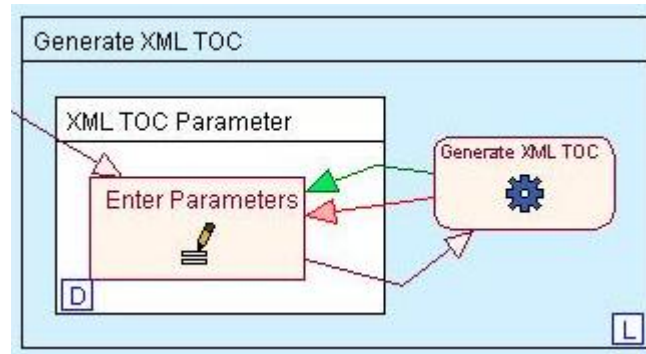 Generate XML TOC
XML TOC Parameter
Generate XML TOC
Enter Parameters
D
L